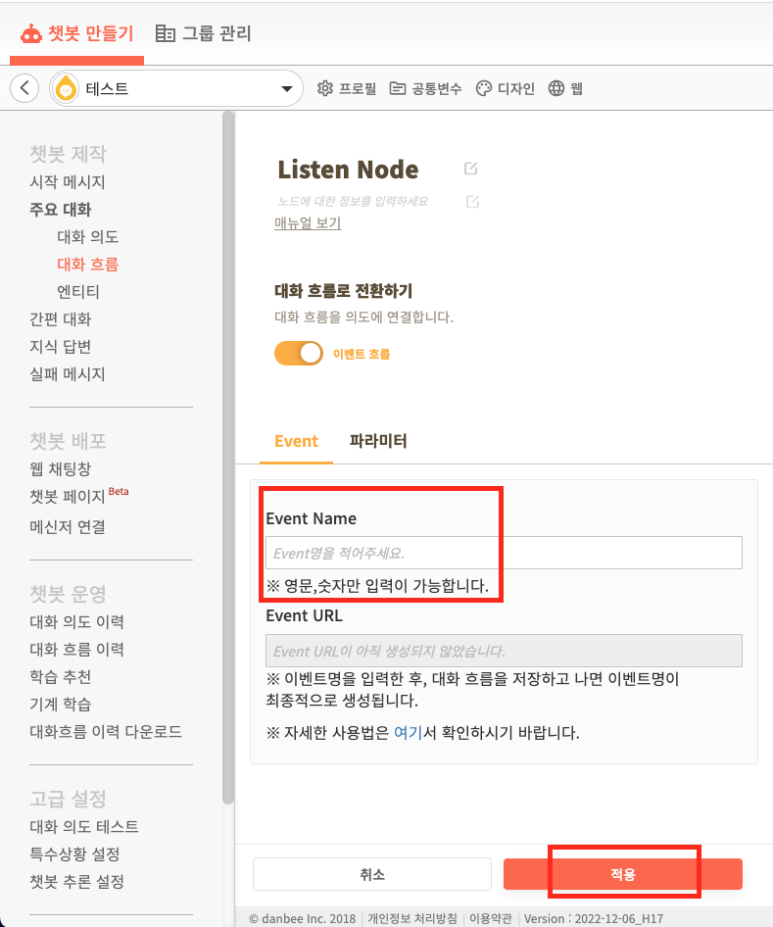 챗봇 만들기 그룹 관리
테스트 프로필 공통변수 디자인 웹
챗봇 제작
시작 메시지
주요 대화
대화 의도
대화 흐름
엔티티
간편 대화
지식 답변
실패 메시지
챗봇 배포
웹 채팅창
챗봇 페이지 Beta
메신저 연결
챗봇 운영
대화 의도 이력
대화 흐름 이력
학습 추천
기계 학습
대화흐름 이력 다운로드
고급 설정
대화 의도 테스트
특수상황 설정
챗봇 추론 설정
Listen Node
노드에 대한 정보를 입력하세요
매뉴얼 보기
대화 흐름로 전환하기
대화 흐름을 의도에 연결합니다.
이벤트 흐름
Event 파라미터
Event Name
Event명을 적어주세요.
※ 영문,숫자만 입력이 가능합니다.
Event URL
Event URL이 아직 생성되지 않았습니다.
※ 이벤트명을 입력한 후, 대화 흐름을 저장하고 나면 이벤트명이
최종적으로 생성됩니다.
※ 자세한 사용법은 여기서 확인하시기 바랍니다.
취소 적용
© danbee Inc. 2018 | 개인정보 처리방침 | 이용약관 | Version : 2022-12-06_H17